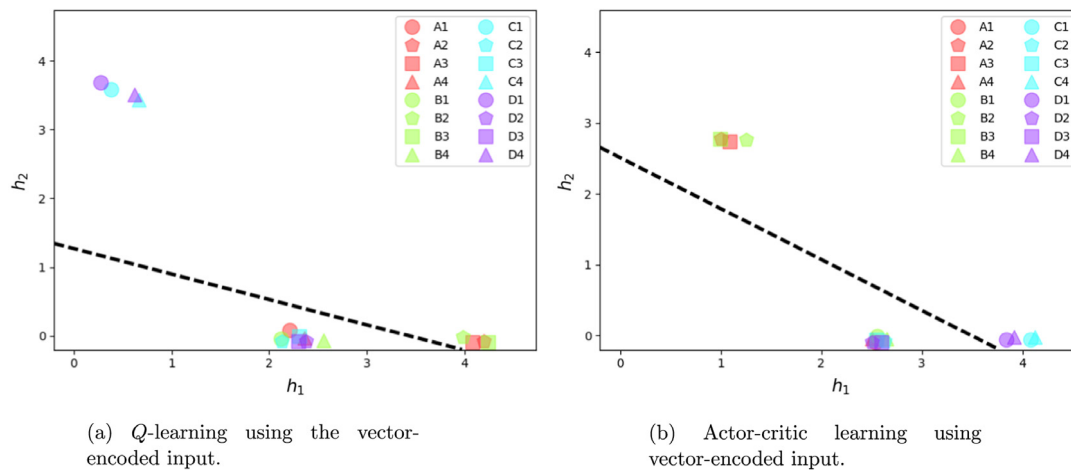 4
3
2
1
0
h₂
0
1
2
3
4
h₁
A1
A2
A3
A4
B1
B2
B3
B4
C1
C2
C3
C4
D1
D2
D3
D4
(a) Q-learning using the vector-
encoded input.
4
3
2
1
0
h₂
0
1
2
3
4
h₁
A1
A2
A3
A4
B1
B2
B3
B4
C1
C2
C3
C4
D1
D2
D3
D4
(b) Actor-critic learning using
vector-encoded input.